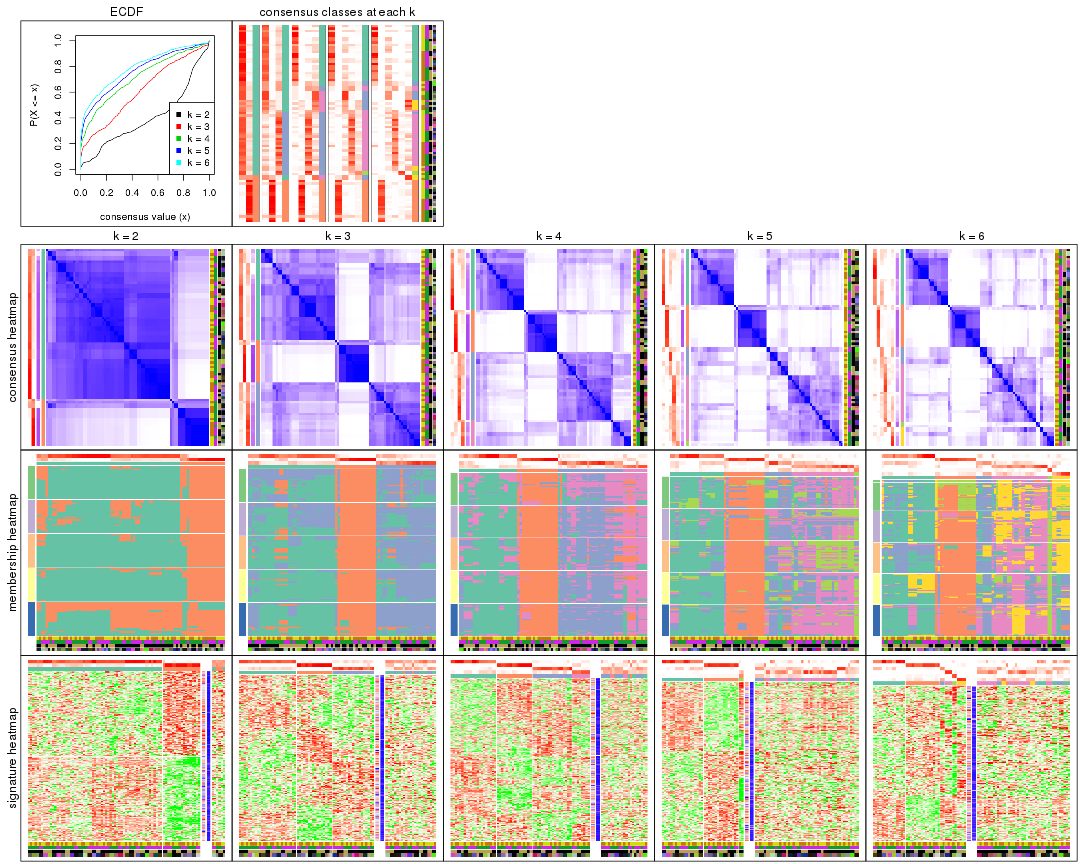 ECDF
consensus classes at each k
P(X <= x)
0.0 0.2 0.4 0.6 0.8 1.0
k = 2
k = 3
k = 4
k = 5
k = 6
0.0 0.2 0.4 0.6 0.8 1.0
consensus value (x)
k = 2
k = 3
k = 4
k = 5
k = 6
consensus heatmap
membership heatmap
signature heatmap